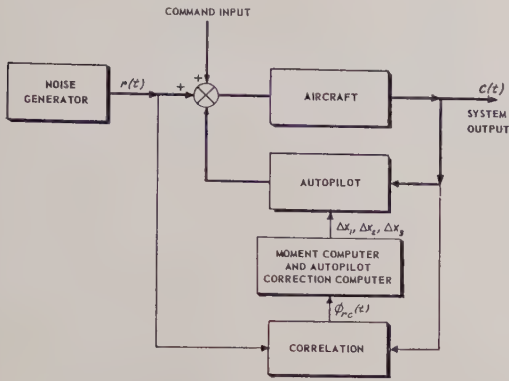 COMMAND INPUT
NOISE
GENERATOR
r(t)
+
+
AIRCRAFT
C(t)
SYSTEM
OUTPUT
AUTOPILOT
Δx₁, Δx₂, Δx₃
MOMENT COMPUTER
AND AUTOPILOT
CORRECTION COMPUTER
ϕrc(t)
CORRELATION